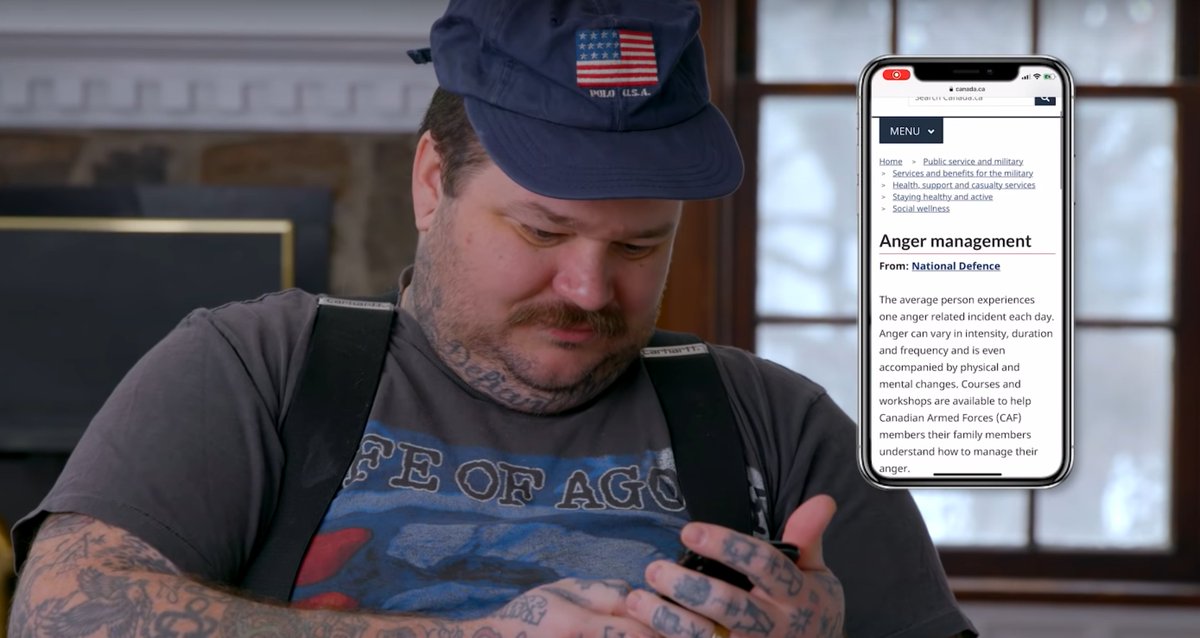 POLO U.S.A.
carhartt.
carhartt.
FE OF AGO
canada.ca
Search Canada.ca
MENU
Home > Public service and military
> Services and benefits for the military
> Health, support and casualty services
> Staying healthy and active
> Social wellness
Anger management
From: National Defence
The average person experiences
one anger related incident each day.
Anger can vary in intensity, duration
and frequency and is even
accompanied by physical and
mental changes. Courses and
workshops are available to help
Canadian Armed Forces (CAF)
members their family members
understand how to manage their
anger.